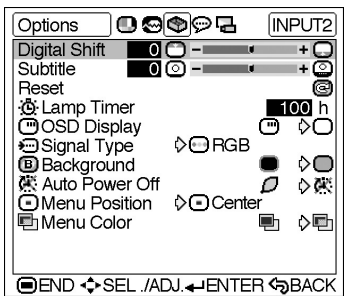 Options INPUT2
Digital Shift 0 - +
Subtitle 0 - +
Reset
Lamp Timer 100 h
OSD Display
Signal Type RGB
B Background
Auto Power Off
Menu Position Center
Menu Color
END SEL ./ADJ. ENTER BACK